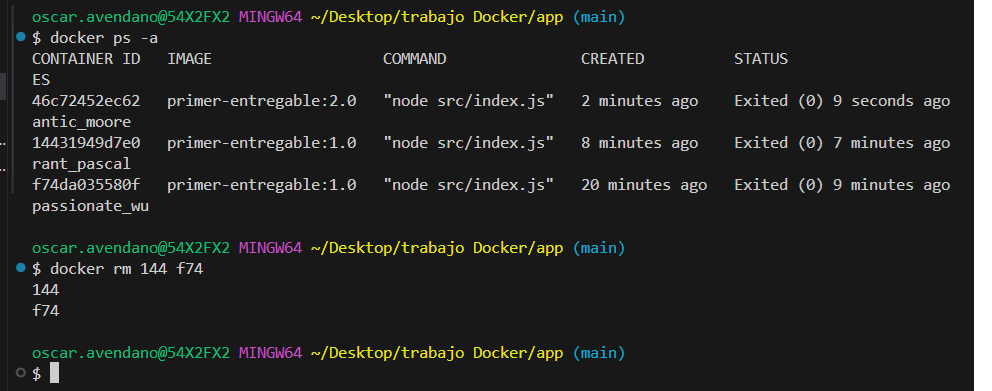 oscar.avendano@54X2FX2 MINGW64 ~/Desktop/trabajo Docker/app (main)
$ docker ps -a
CONTAINER ID   IMAGE                   COMMAND               CREATED          STATUS
ES
46c72452ec62   primer-entregable:2.0   "node src/index.js"   2 minutes ago    Exited (0) 9 seconds ago
antic_moore
14431949d7e0   primer-entregable:1.0   "node src/index.js"   8 minutes ago    Exited (0) 7 minutes ago
rant_pascal
f74da035580f   primer-entregable:1.0   "node src/index.js"   20 minutes ago   Exited (0) 9 minutes ago
passionate_wu
oscar.avendano@54X2FX2 MINGW64 ~/Desktop/trabajo Docker/app (main)
$ docker rm 144 f74
144
f74
oscar.avendano@54X2FX2 MINGW64 ~/Desktop/trabajo Docker/app (main)
$